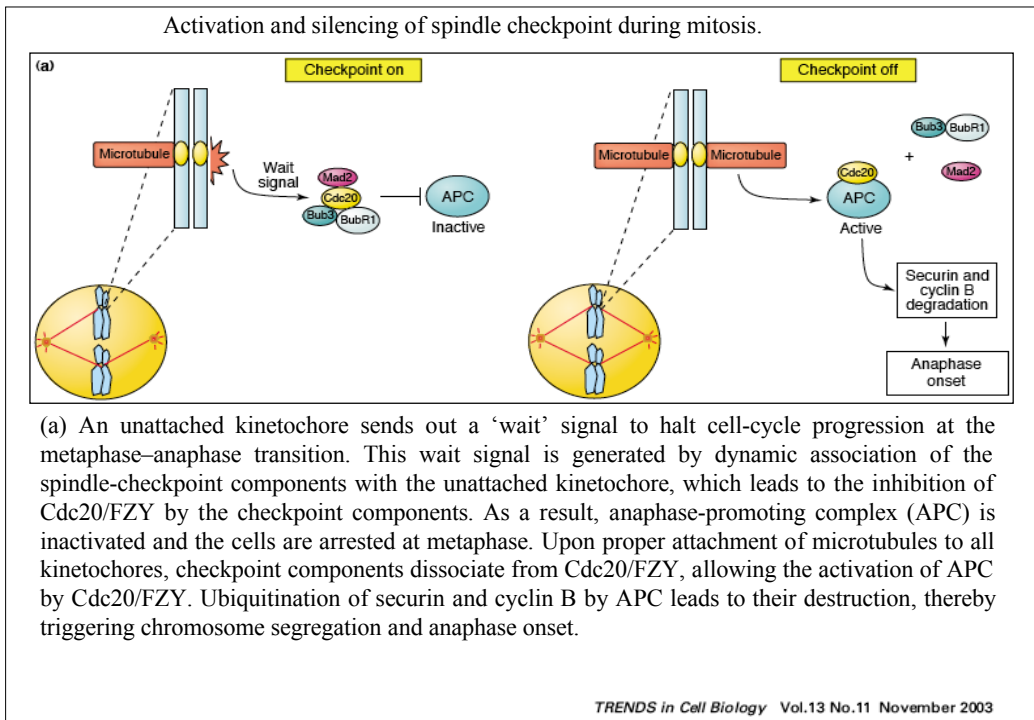 Activation and silencing of spindle checkpoint during mitosis.
(a)
Checkpoint on
Microtubule
Wait
signal
Mad2
Cdc20
Bub3
BubR1
APC
Inactive
Checkpoint off
Microtubule
Microtubule
Bub3
BubR1
+
Mad2
Cdc20
APC
Active
Securin and
cyclin B
degradation
Anaphase
onset
(a) An unattached kinetochore sends out a ‘wait’ signal to halt cell-cycle progression at the
metaphase–anaphase transition. This wait signal is generated by dynamic association of the
spindle-checkpoint components with the unattached kinetochore, which leads to the inhibition of
Cdc20/FZY by the checkpoint components. As a result, anaphase-promoting complex (APC) is
inactivated and the cells are arrested at metaphase. Upon proper attachment of microtubules to all
kinetochores, checkpoint components dissociate from Cdc20/FZY, allowing the activation of APC
by Cdc20/FZY. Ubiquitination of securin and cyclin B by APC leads to their destruction, thereby
triggering chromosome segregation and anaphase onset.
TRENDS in Cell Biology Vol.13 No.11 November 2003